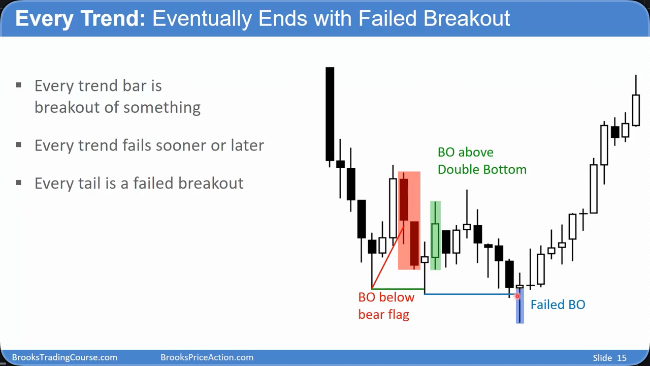 Every Trend: Eventually Ends with Failed Breakout
▪ Every trend bar is
breakout of something
▪ Every trend fails sooner or later
▪ Every tail is a failed breakout
BO above
Double Bottom
BO below
bear flag
Failed BO
BrooksTradingCourse.com
BrooksPriceAction.com
Slide 15